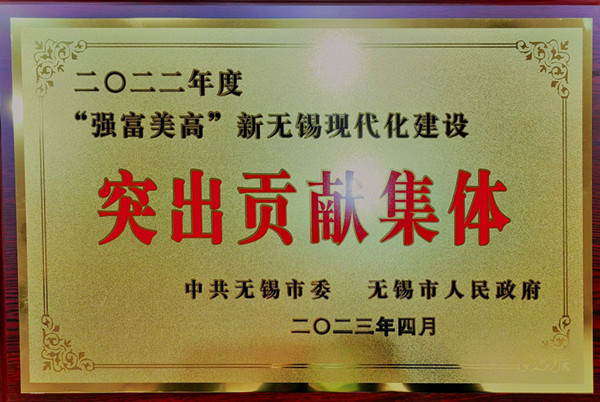 二〇二二年度
“强富美高”新无锡现代化建设
突出贡献集体
中共无锡市委 无锡市人民政府
二〇二三年四月